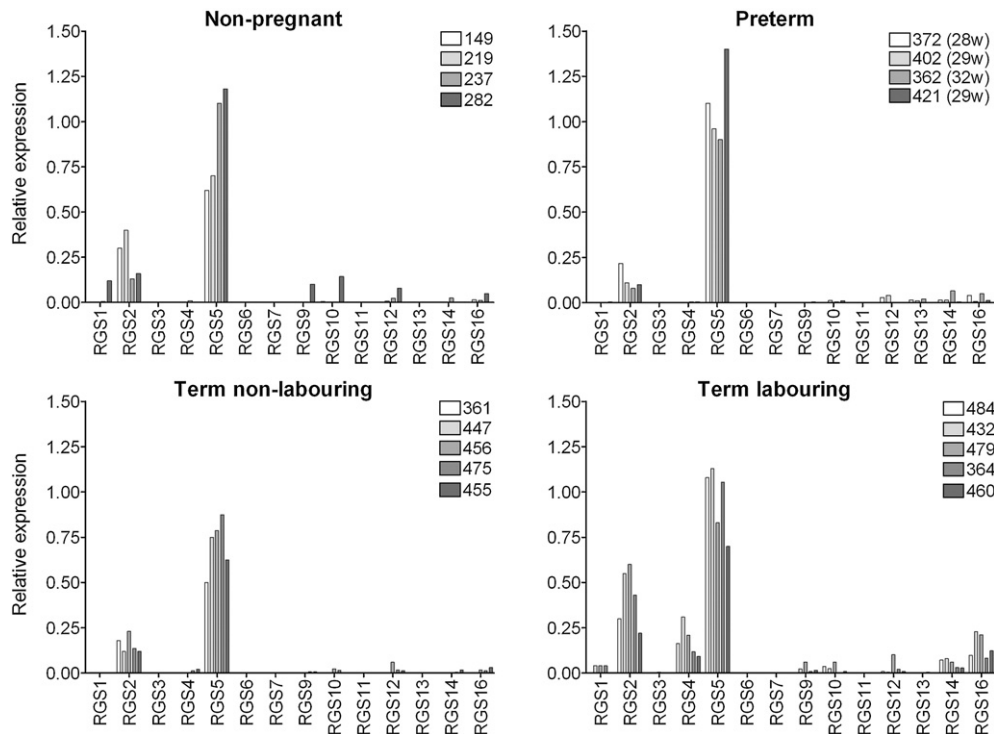 Non-pregnant
1.50
1.25
1.00
0.75
0.50
0.25
0.00
Relative expression
149
219
237
282
RGS1
RGS2
RGS3
RGS4
RGS5
RGS6
RGS7
RGS9
RGS10
RGS11
RGS12
RGS13
RGS14
RGS16
Preterm
1.50
1.25
1.00
0.75
0.50
0.25
0.00
372 (28w)
402 (29w)
362 (32w)
421 (29w)
RGS1
RGS2
RGS3
RGS4
RGS5
RGS6
RGS7
RGS9
RGS10
RGS11
RGS12
RGS13
RGS14
RGS16
Term non-labouring
1.50
1.25
1.00
0.75
0.50
0.25
0.00
Relative expression
361
447
456
475
455
RGS1
RGS2
RGS3
RGS4
RGS5
RGS6
RGS7
RGS9
RGS10
RGS11
RGS12
RGS13
RGS14
RGS16
Term labouring
1.50
1.25
1.00
0.75
0.50
0.25
0.00
484
432
479
364
460
RGS1
RGS2
RGS3
RGS4
RGS5
RGS6
RGS7
RGS9
RGS10
RGS11
RGS12
RGS13
RGS14
RGS16